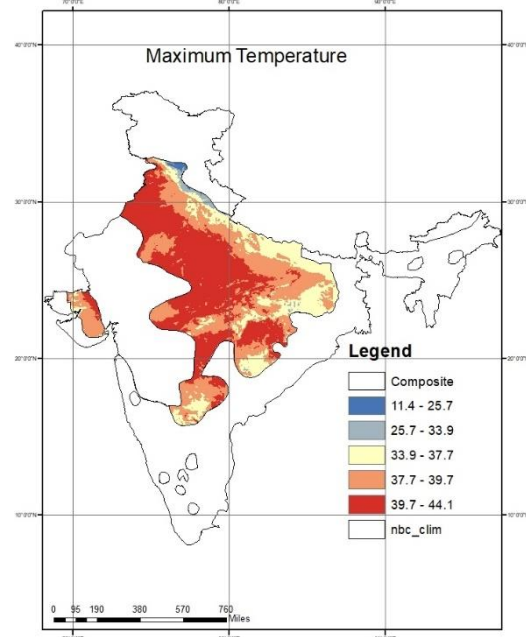 Maximum Temperature
Legend
Composite
11.4 - 25.7
25.7 - 33.9
33.9 - 37.7
37.7 - 39.7
39.7 - 44.1
nbc_clim
0 95 190 380 570 760
Miles